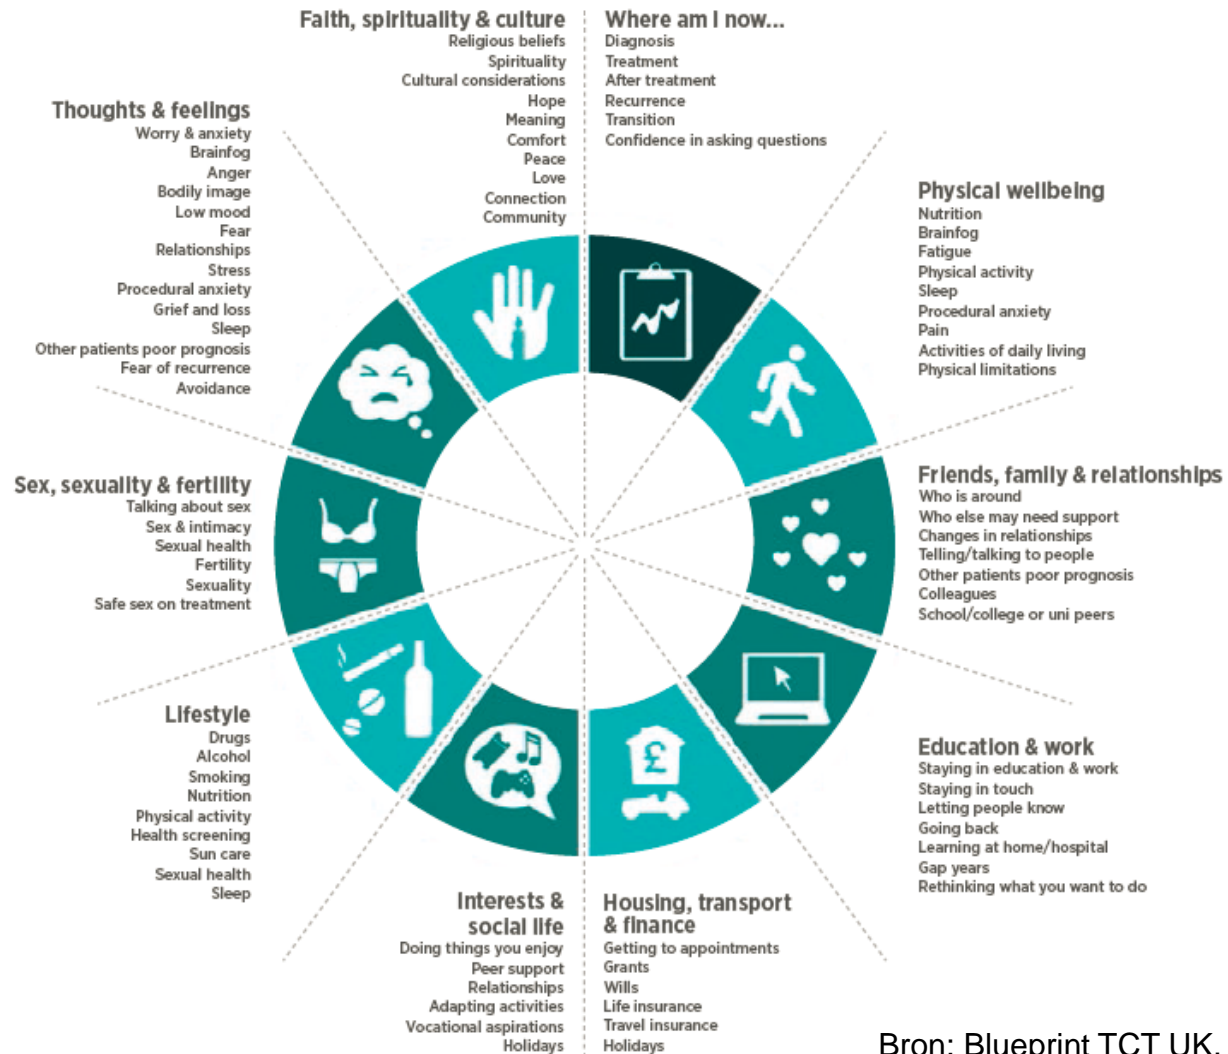 Faith, spirituality & culture
Religious beliefs
Spirituality
Cultural considerations
Hope
Meaning
Comfort
Peace
Love
Connection
Community
Where am I now...
Diagnosis
Treatment
After treatment
Recurrence
Transition
Confidence in asking questions
Physical wellbeing
Nutrition
Brainfog
Fatigue
Physical activity
Sleep
Procedural anxiety
Pain
Activities of daily living
Physical limitations
Friends, family & relationships
Who is around
Who else may need support
Changes in relationships
Telling/talking to people
Other patients poor prognosis
Colleagues
School/college or uni peers
Education & work
Staying in education & work
Staying in touch
Letting people know
Going back
Learning at home/hospital
Gap years
Rethinking what you want to do
Housing, transport
& finance
Getting to appointments
Grants
Wills
Life insurance
Travel insurance
Holidays
£
Interests &
social life
Doing things you enjoy
Peer support
Relationships
Adapting activities
Vocational aspirations
Holidays
Lifestyle
Drugs
Alcohol
Smoking
Nutrition
Physical activity
Health screening
Sun care
Sexual health
Sleep
Sex, sexuality & fertility
Talking about sex
Sex & intimacy
Sexual health
Fertility
Sexuality
Safe sex on treatment
Thoughts & feelings
Worry & anxiety
Brainfog
Anger
Bodily image
Low mood
Fear
Relationships
Stress
Procedural anxiety
Grief and loss
Sleep
Other patients poor prognosis
Fear of recurrence
Avoidance
Bron: Blueprint TCT UK.